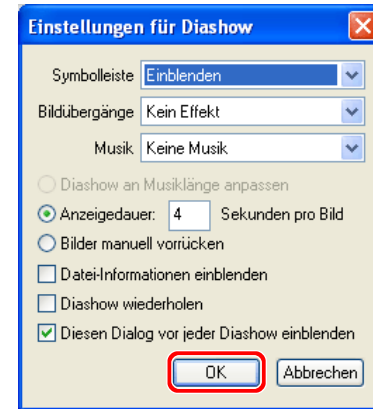 Einstellungen für Diashow
Symbolleiste Einblenden
Bildübergänge Kein Effekt
Musik Keine Musik
Diashow an Musiklänge anpassen
Anzeigedauer: 4 Sekunden pro Bild
Bilder manuell vorrücken
Datei-Informationen einblenden
Diashow wiederholen
Diesen Dialog vor jeder Diashow einblenden
OK Abbrechen